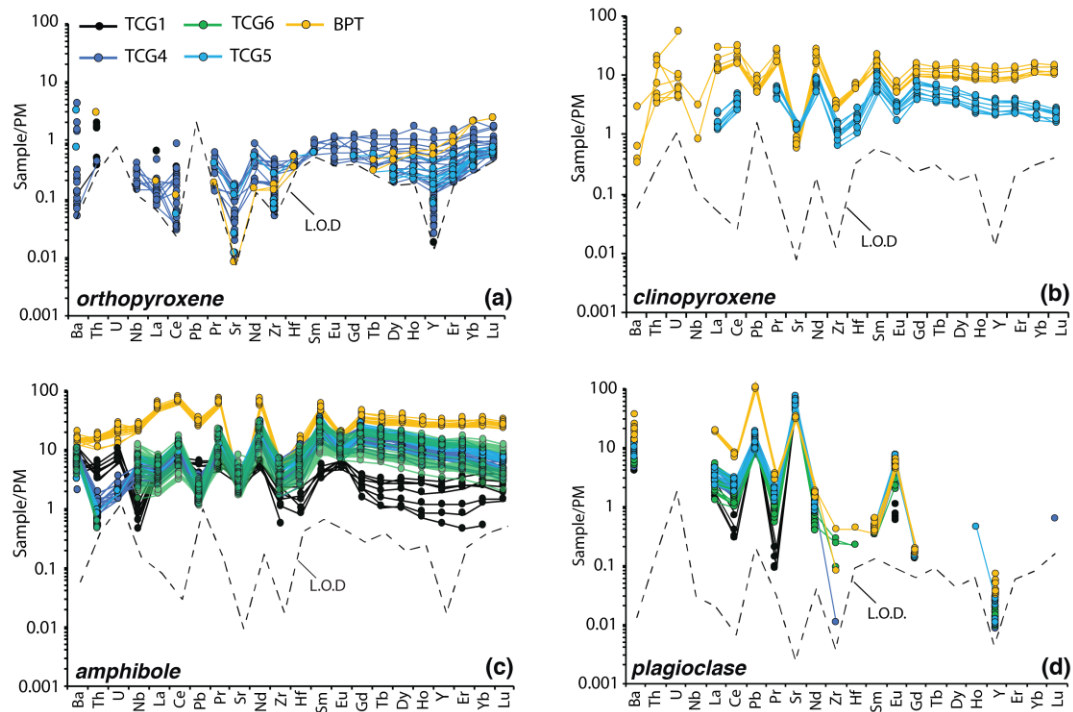 TCG1 TCG6 BPT
TCG4 TCG5
Sample/PM
100
10
1
0.1
0.01
0.001
L.O.D
orthopyroxene
(a)
Ba Th U Nb La Ce Pb Pr Sr Nd Zr Hf Sm Eu Gd Tb Dy Ho Y Er Yb Lu
Sample/PM
100
10
1
0.1
0.01
0.001
L.O.D
clinopyroxene
(b)
Ba Th U Nb La Ce Pb Pr Sr Nd Zr Hf Sm Eu Gd Tb Dy Ho Y Er Yb Lu
Sample/PM
100
10
1
0.1
0.01
0.001
L.O.D
amphibole
(c)
Ba Th U Nb La Ce Pb Pr Sr Nd Zr Hf Sm Eu Gd Tb Dy Ho Y Er Yb Lu
Sample/PM
100
10
1
0.1
0.01
0.001
L.O.D.
plagioclase
(d)
Ba Th U Nb La Ce Pb Pr Sr Nd Zr Hf Sm Eu Gd Tb Dy Ho Y Er Yb Lu